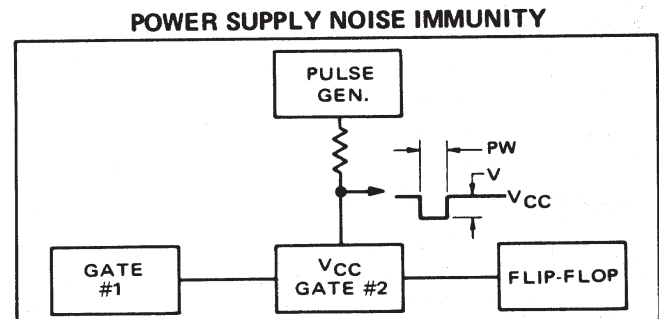 POWER SUPPLY NOISE IMMUNITY
PULSE
GEN.
PW
V
VCC
GATE
#1
VCC
GATE #2
FLIP-FLOP